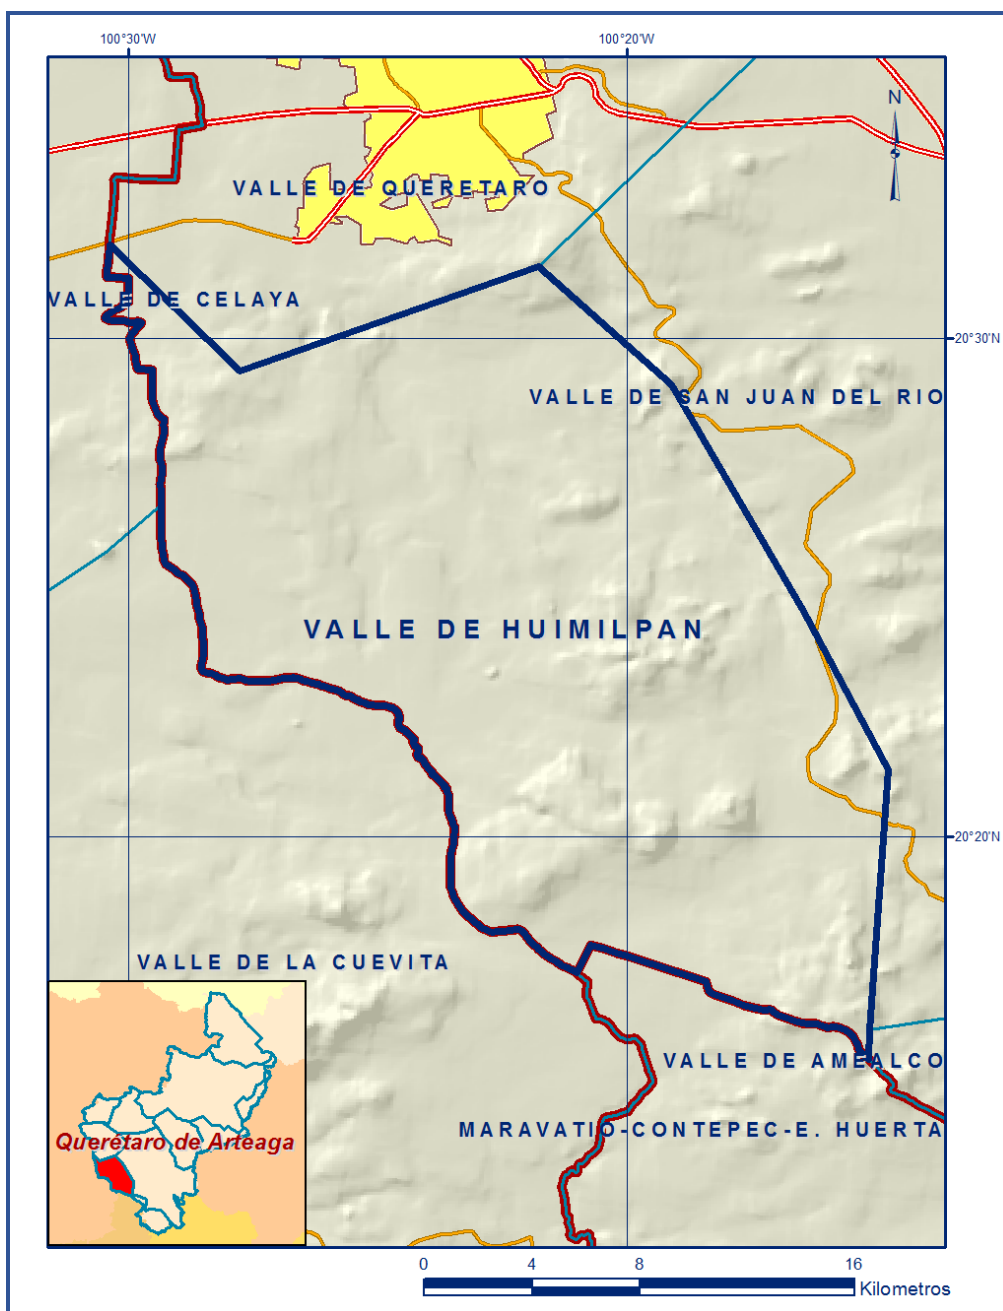 100°30'W
100°20'W
N
VALLE DE QUERETARO
VALLE DE CELAYA
20°30'N
VALLE DE SAN JUAN DEL RIO
VALLE DE HUIMILPAN
20°20'N
VALLE DE LA CUEVITA
VALLE DE AMEALCO
MARAVATIO-CONTEPEC-E. HUERTA
Querétaro de Arteaga
0 4 8 16
Kilometros